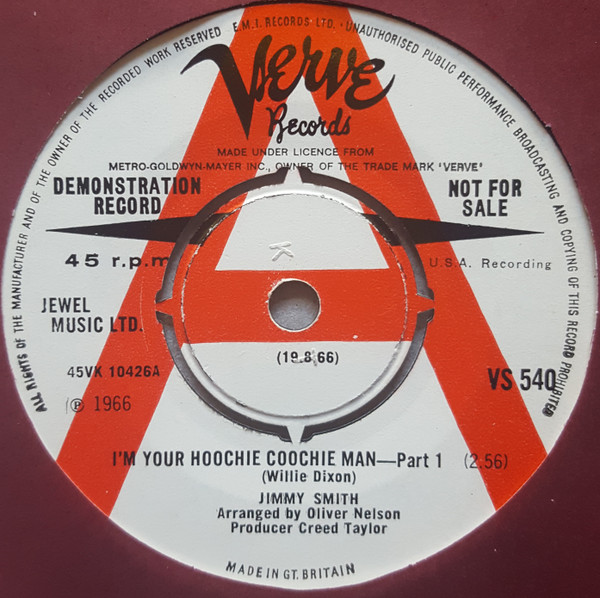 ALL RIGHTS OF THE MANUFACTURER AND OF THE OWNER OF THE RECORDED WORK RESERVED E.M.I. RECORDS LTD. UNAUTHORISED PUBLIC PERFORMANCE BROADCASTING AND COPYING OF THIS RECORD PROHIBITED
Verve
Records
MADE UNDER LICENCE FROM
METRO-GOLDWYN-MAYER INC., OWNER OF THE TRADE MARK 'VERVE'
DEMONSTRATION
RECORD
NOT FOR
SALE
K
45 r.p.m
U.S.A. Recording
JEWEL
MUSIC LTD.
(19.8.66)
45VK 10426A
VS 540
℗ 1966
I'M YOUR HOOCHIE COOCHIE MAN—Part 1 (2.56)
(Willie Dixon)
JIMMY SMITH
Arranged by Oliver Nelson
Producer Creed Taylor
MADE IN GT. BRITAIN